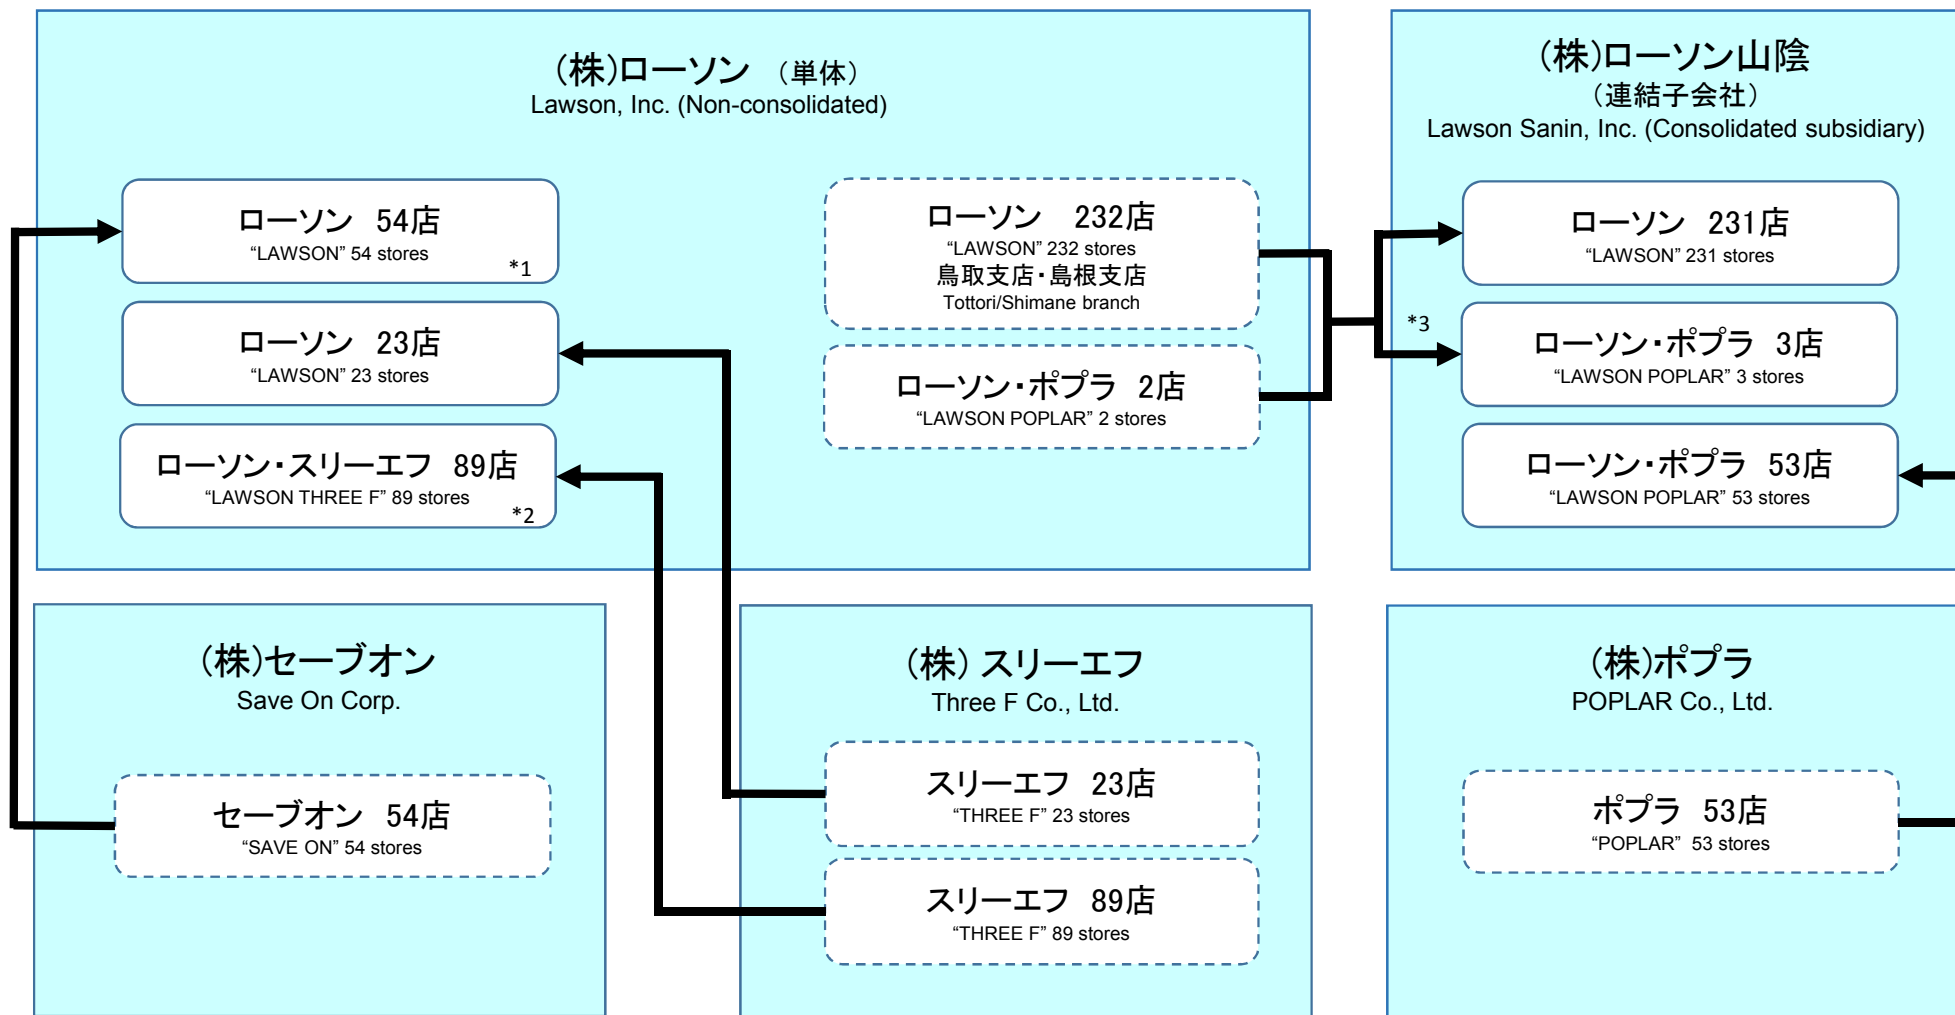 (株)ローソン （単体）
Lawson, Inc. (Non-consolidated)
ローソン 54店
“LAWSON” 54 stores
*1
ローソン 23店
“LAWSON” 23 stores
ローソン・スリーエフ 89店
“LAWSON THREE F” 89 stores
*2
ローソン 232店
“LAWSON” 232 stores
鳥取支店・島根支店
Tottori/Shimane branch
ローソン・ポプラ 2店
“LAWSON POPLAR” 2 stores
*3
(株)ローソン山陰
（連結子会社）
Lawson Sanin, Inc. (Consolidated subsidiary)
ローソン 231店
“LAWSON” 231 stores
ローソン・ポプラ 3店
“LAWSON POPLAR” 3 stores
ローソン・ポプラ 53店
“LAWSON POPLAR” 53 stores
(株)セーブオン
Save On Corp.
セーブオン 54店
“SAVE ON” 54 stores
(株) スリーエフ
Three F Co., Ltd.
スリーエフ 23店
“THREE F” 23 stores
スリーエフ 89店
“THREE F” 89 stores
(株)ポプラ
POPLAR Co., Ltd.
ポプラ 53店
“POPLAR” 53 stores